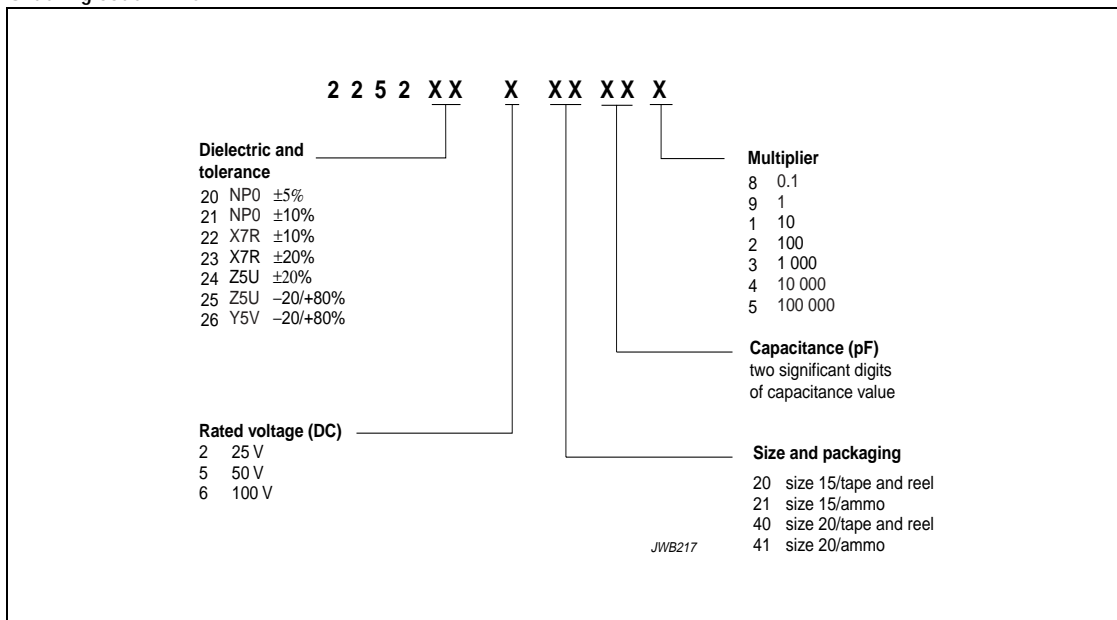 2 2 5 2 X X X X X X X X
Dielectric and
tolerance
20 NP0 ±5%
21 NP0 ±10%
22 X7R ±10%
23 X7R ±20%
24 Z5U ±20%
25 Z5U –20/+80%
26 Y5V –20/+80%
Rated voltage (DC)
2 25 V
5 50 V
6 100 V
Multiplier
8 0.1
9 1
1 10
2 100
3 1 000
4 10 000
5 100 000
Capacitance (pF)
two significant digits
of capacitance value
Size and packaging
20 size 15/tape and reel
21 size 15/ammo
40 size 20/tape and reel
41 size 20/ammo
JWB217